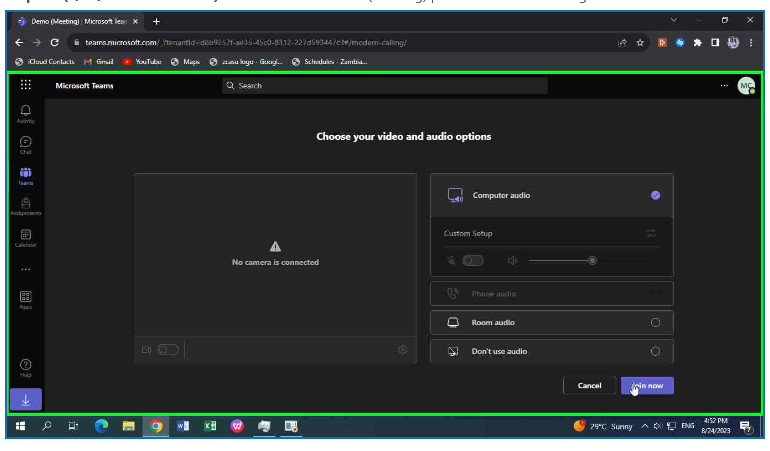 Demo (Meeting) | Microsoft Team
teams.microsoft.com/_?tenantId=d8b9257f-ae35-45c0-8312-227d593447c3#/modern-calling/
iCloud Contacts Gmail YouTube Maps zcasu logo - Googl... Schedules - Zambia...
Microsoft Teams
Search
MC
Activity
Chat
Teams
Assignments
Calendar
Apps
Help
Choose your video and audio options
No camera is connected
Computer audio
Custom Setup
Phone audio
Room audio
Don't use audio
Cancel
Join now
29°C Sunny
ENG
4:52 PM
8/24/2023